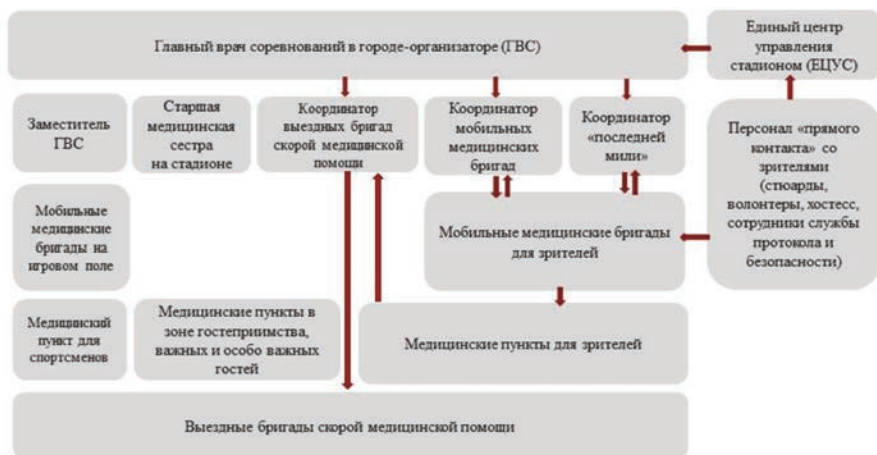 Главный врач соревнований в городе-организаторе (ГВС)
Единый центр
управления
стадионом (ЕЦУС)
Заместитель
ГВС
Старшая
медицинская
сестра
на стадионе
Координатор
выездных бригад
скорой медицинской
помощи
Координатор
мобильных
медицинских
бригад
Координатор
«последней
мили»
Персонал «прямого
контакта» со
зрителями
(стюарды,
волонтеры, хостесс,
сотрудники службы
протокола и
безопасности)
Мобильные
медицинские
бригады на
игровом поле
Мобильные медицинские бригады
для зрителей
Медицинский
пункт для
спортсменов
Медицинские пункты в
зоне гостеприимства,
важных и особо важных
гостей
Медицинские пункты для зрителей
Выездные бригады скорой медицинской помощи